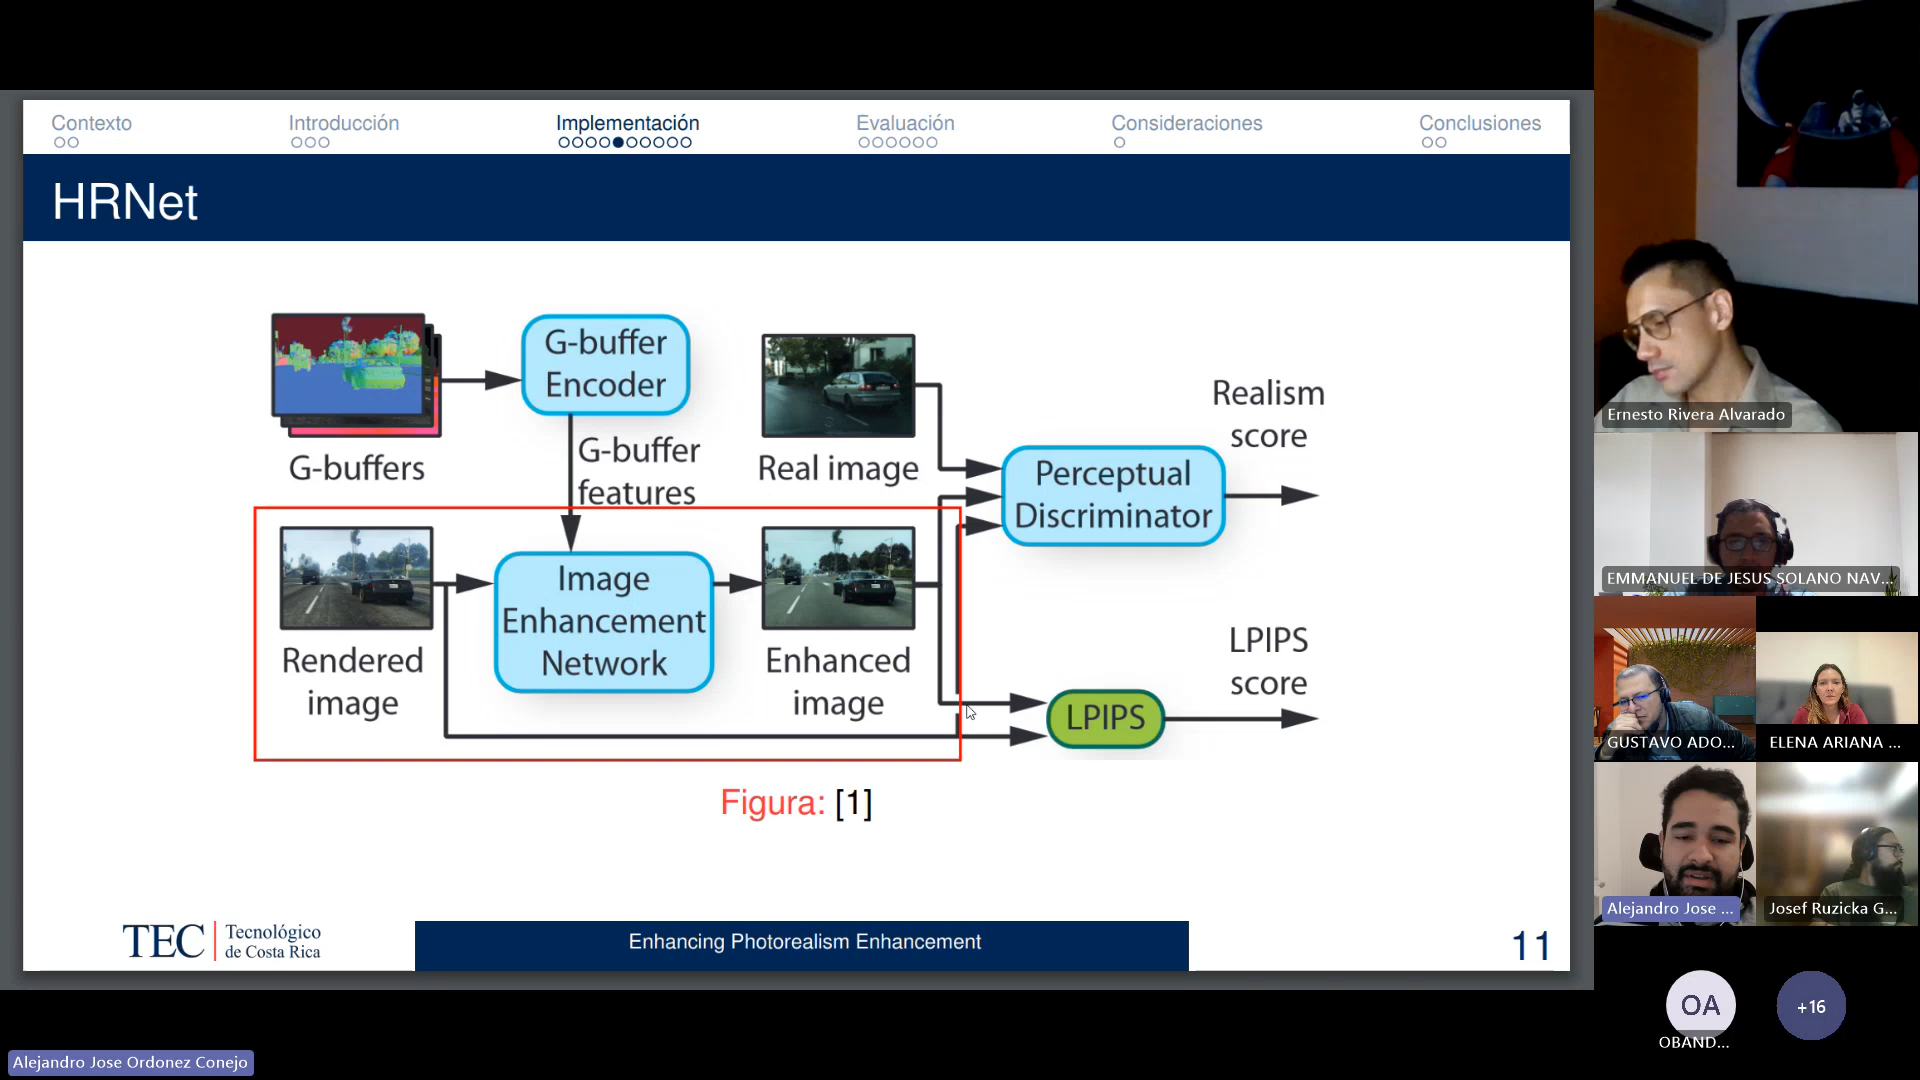 Contexto
Introducción
Implementación
Evaluación
Consideraciones
Conclusiones
HRNet
G-buffers
G-buffer
Encoder
G-buffer
features
Real image
Realism
score
Perceptual
Discriminator
Rendered
image
Image
Enhancement
Network
Enhanced
image
LPIPS
score
LPIPS
Figura: [1]
TEC
Tecnológico
de Costa Rica
Enhancing Photorealism Enhancement
11
Ernesto Rivera Alvarado
EMMANUEL DE JESUS SOLANO NAV...
GUSTAVO ADO...
ELENA ARIANA ...
Alejandro Jose ...
Josef Ruzicka G...
OA
OBAND...
+16
Alejandro Jose Ordonez Conejo